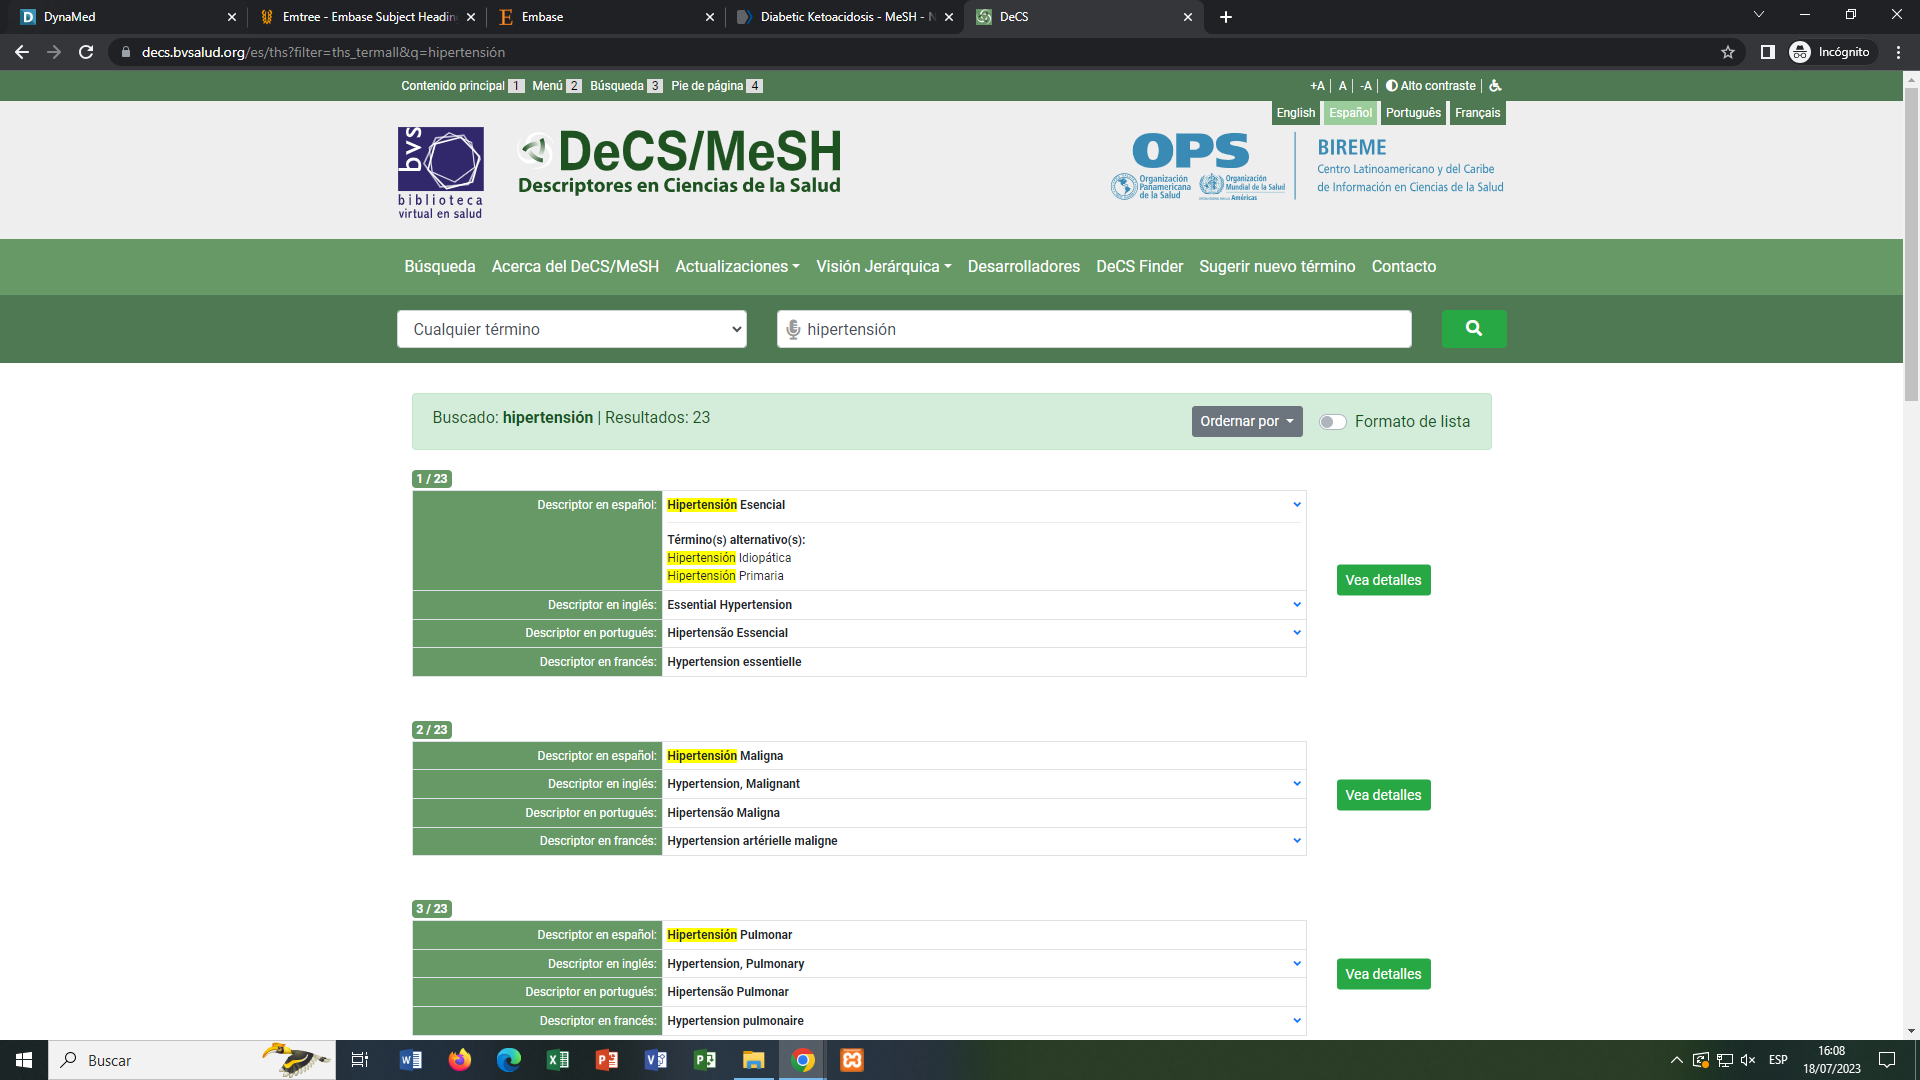 DynaMed
Emtree - Embase Subject Headin
Embase
Diabetic Ketoacidosis - MeSH - N
DeCS
decs.bvsalud.org/es/ths?filter=ths_termall&q=hipertensión
Incógnito
Contenido principal 1 Menú 2 Búsqueda 3 Pie de página 4
+A | A | -A | Alto contraste |
English Español Português Français
bvs
biblioteca
virtual en salud
DeCS/MeSH
Descriptores en Ciencias de la Salud
OPS
Organización
Panamericana
de la Salud
Organización
Mundial de la Salud
Américas
BIREME
Centro Latinoamericano y del Caribe
de Información en Ciencias de la Salud
Búsqueda Acerca del DeCS/MeSH Actualizaciones Visión Jerárquica Desarrolladores DeCS Finder Sugerir nuevo término Contacto
Cualquier término
hipertensión
Buscado: hipertensión | Resultados: 23
Ordernar por
Formato de lista
1 / 23
Descriptor en español: Hipertensión Esencial
Término(s) alternativo(s):
Hipertensión Idiopática
Hipertensión Primaria
Descriptor en inglés: Essential Hypertension
Descriptor en portugués: Hipertensão Essencial
Descriptor en francés: Hypertension essentielle
Vea detalles
2 / 23
Descriptor en español: Hipertensión Maligna
Descriptor en inglés: Hypertension, Malignant
Descriptor en portugués: Hipertensão Maligna
Descriptor en francés: Hypertension artérielle maligne
Vea detalles
3 / 23
Descriptor en español: Hipertensión Pulmonar
Descriptor en inglés: Hypertension, Pulmonary
Descriptor en portugués: Hipertensão Pulmonar
Descriptor en francés: Hypertension pulmonaire
Vea detalles
Buscar
ESP
16:08
18/07/2023